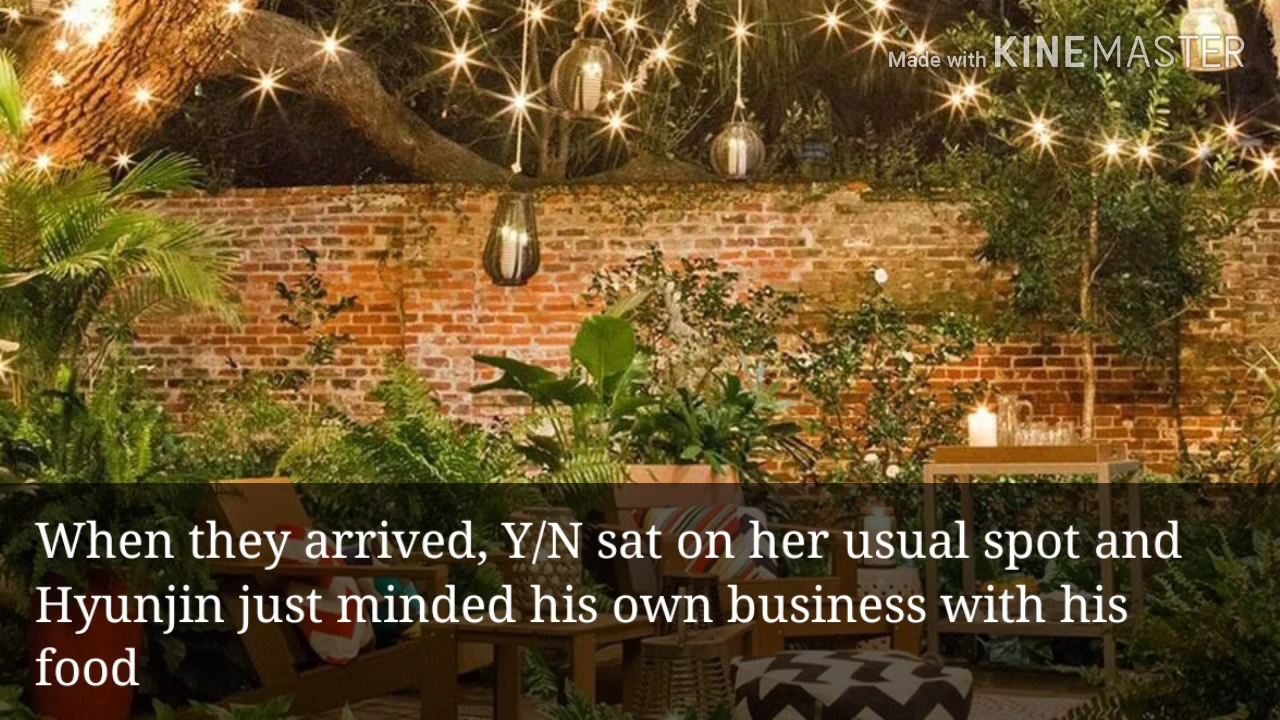 Made with KINEMASTER
When they arrived, Y/N sat on her usual spot and
Hyunjin just minded his own business with his
food